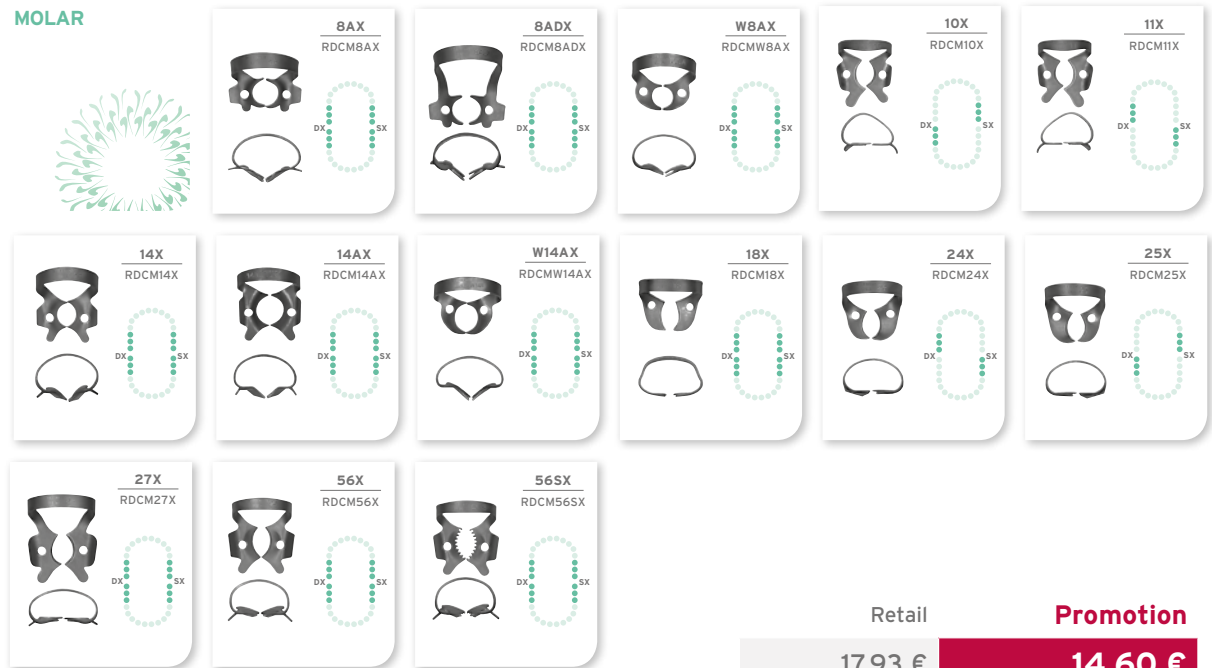 MOLAR
8AX
RDCM8AX
DX
SX
8ADX
RDCM8ADX
DX
SX
W8AX
RDCMW8AX
DX
SX
10X
RDCM10X
DX
SX
11X
RDCM11X
DX
SX
14X
RDCM14X
DX
SX
14AX
RDCM14AX
DX
SX
W14AX
RDCMW14AX
DX
SX
18X
RDCM18X
DX
SX
24X
RDCM24X
DX
SX
25X
RDCM25X
DX
SX
27X
RDCM27X
DX
SX
56X
RDCM56X
DX
SX
56SX
RDCM56SX
DX
SX
Retail Promotion
17,93 € 14,60 €